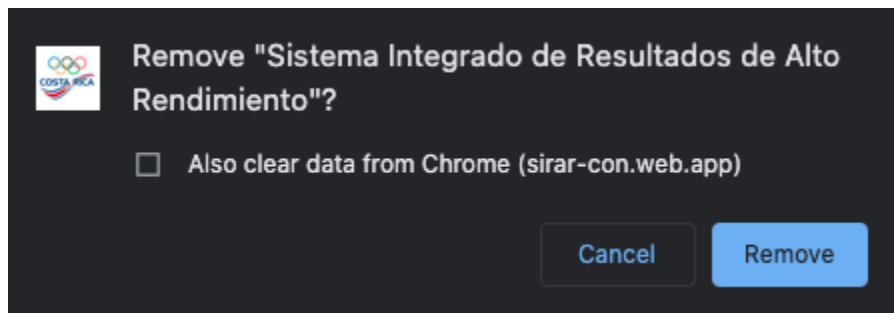 COSTA RICA
Remove "Sistema Integrado de Resultados de Alto
Rendimiento"?
Also clear data from Chrome (sirar-con.web.app)
Cancel
Remove